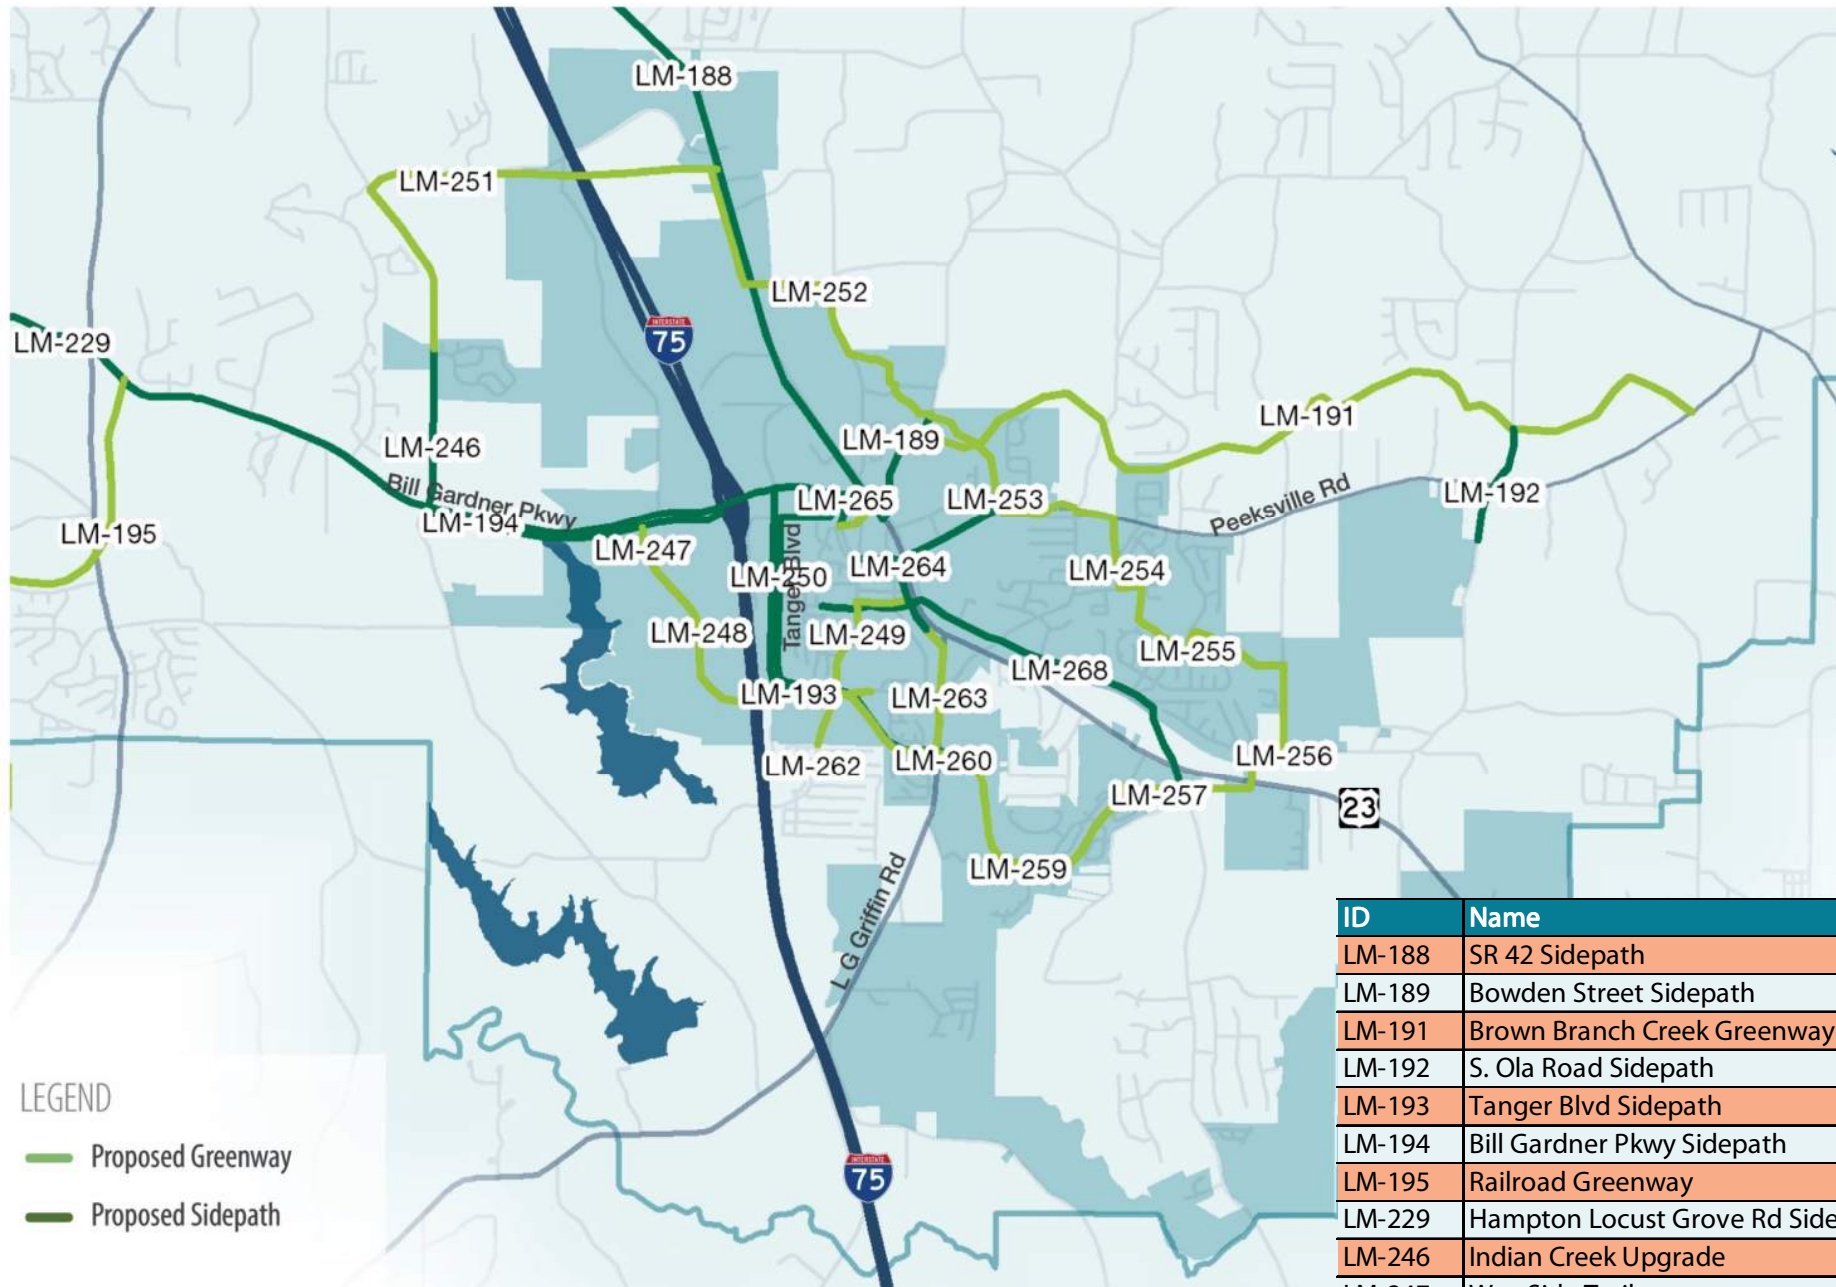 LM-188
LM-251
LM-252
INTERSTATE
75
LM-229
LM-191
LM-189
LM-246
Bill Gardner Pkwy
LM-265
LM-253
LM-192
Peeksville Rd
LM-194
LM-195
LM-247
LM-250
Tanger Blvd
LM-264
LM-254
LM-248
LM-249
LM-255
LM-268
LM-193
LM-263
LM-262
LM-260
LM-256
LM-257
23
LM-259
L G Griffin Rd
INTERSTATE
75
LEGEND
Proposed Greenway
Proposed Sidepath
ID Name
LM-188 SR 42 Sidepath
LM-189 Bowden Street Sidepath
LM-191 Brown Branch Creek Greenway
LM-192 S. Ola Road Sidepath
LM-193 Tanger Blvd Sidepath
LM-194 Bill Gardner Pkwy Sidepath
LM-195 Railroad Greenway
LM-229 Hampton Locust Grove Rd Side
LM-246 Indian Creek Upgrade